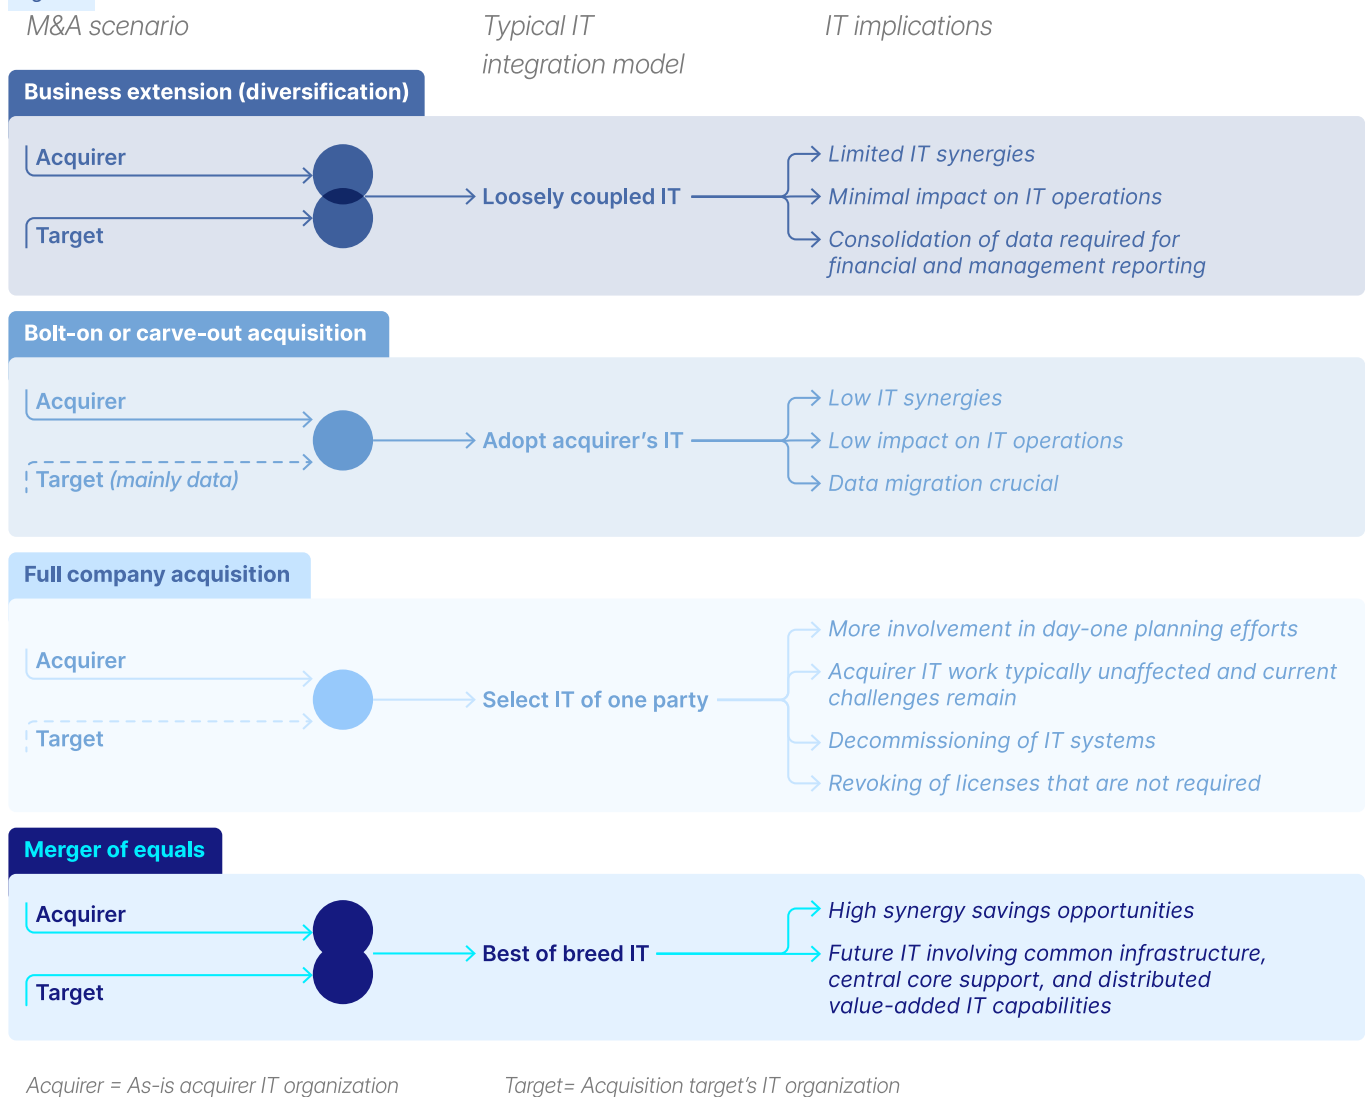 M&A scenario
Typical IT
integration model
IT implications
Business extension (diversification)
Acquirer
Target
Loosely coupled IT
Limited IT synergies
Minimal impact on IT operations
Consolidation of data required for
financial and management reporting
Bolt-on or carve-out acquisition
Acquirer
Target (mainly data)
Adopt acquirer's IT
Low IT synergies
Low impact on IT operations
Data migration crucial
Full company acquisition
Acquirer
Target
Select IT of one party
More involvement in day-one planning efforts
Acquirer IT work typically unaffected and current
challenges remain
Decommissioning of IT systems
Revoking of licenses that are not required
Merger of equals
Acquirer
Target
Best of breed IT
High synergy savings opportunities
Future IT involving common infrastructure,
central core support, and distributed
value-added IT capabilities
Acquirer = As-is acquirer IT organization
Target= Acquisition target's IT organization